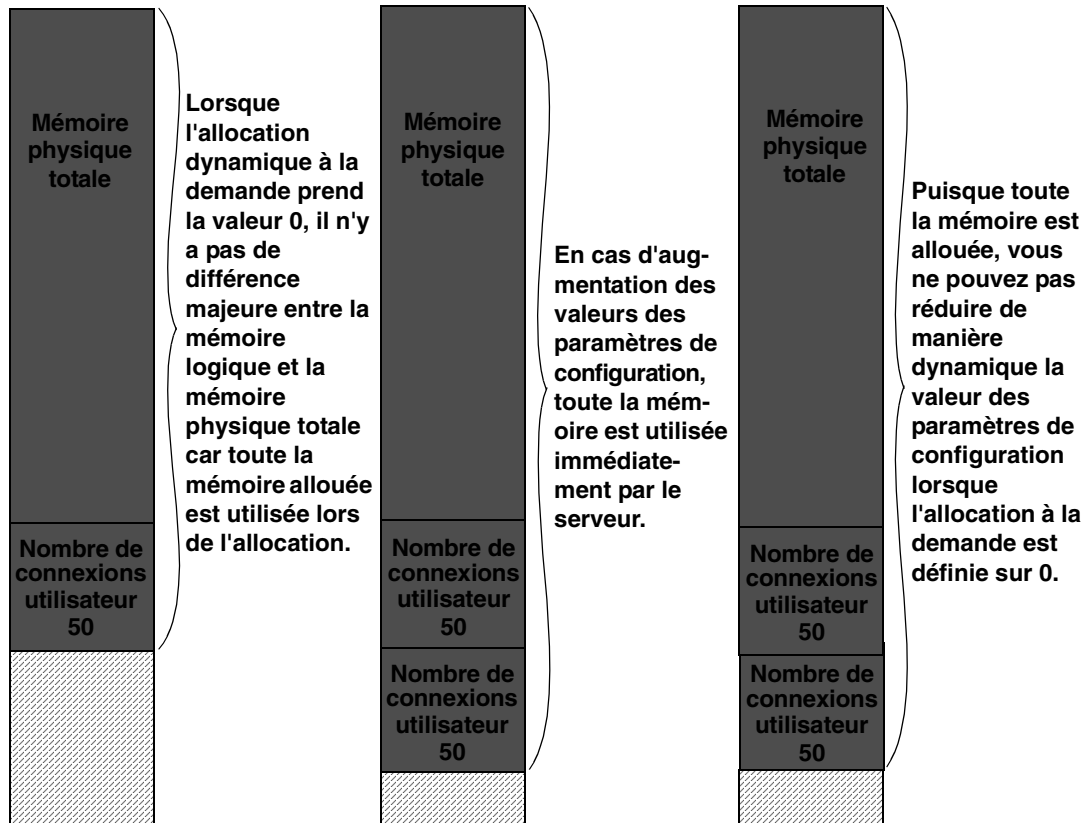 Mémoire
physique
totale
Nombre de
connexions
utilisateur
50
Lorsque
l'allocation
dynamique à la
demande prend
la valeur 0, il n'y
a pas de
différence
majeure entre la
mémoire
logique et la
mémoire
physique totale
car toute la
mémoire allouée
est utilisée lors
de l'allocation.
Mémoire
physique
totale
Nombre de
connexions
utilisateur
50
Nombre de
connexions
utilisateur
50
En cas d'aug-
mentation des
valeurs des
paramètres de
configuration,
toute la mém-
oire est utilisée
immédiate-
ment par le
serveur.
Mémoire
physique
totale
Nombre de
connexions
utilisateur
50
Nombre de
connexions
utilisateur
50
Puisque toute
la mémoire est
allouée, vous
ne pouvez pas
réduire de
manière
dynamique la
valeur des
paramètres de
configuration
lorsque
l'allocation à la
demande est
définie sur 0.